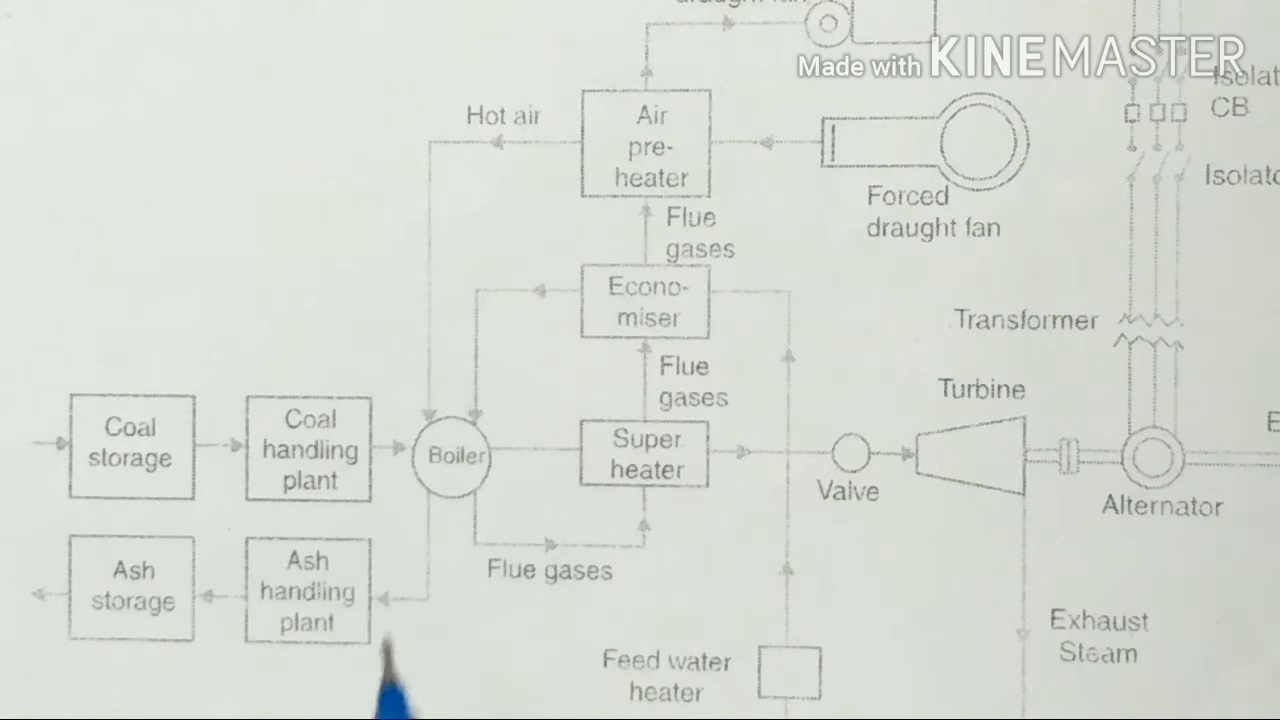 draught fan
Made with KINEMASTER
CB
Hot air
Air
pre-
heater
Forced
draught fan
Flue
gases
Econo-
miser
Transformer
Flue
gases
Turbine
Coal
storage
Coal
handling
plant
Boiler
Super
heater
Valve
Alternator
Ash
storage
Ash
handling
plant
Flue gases
Exhaust
Steam
Feed water
heater